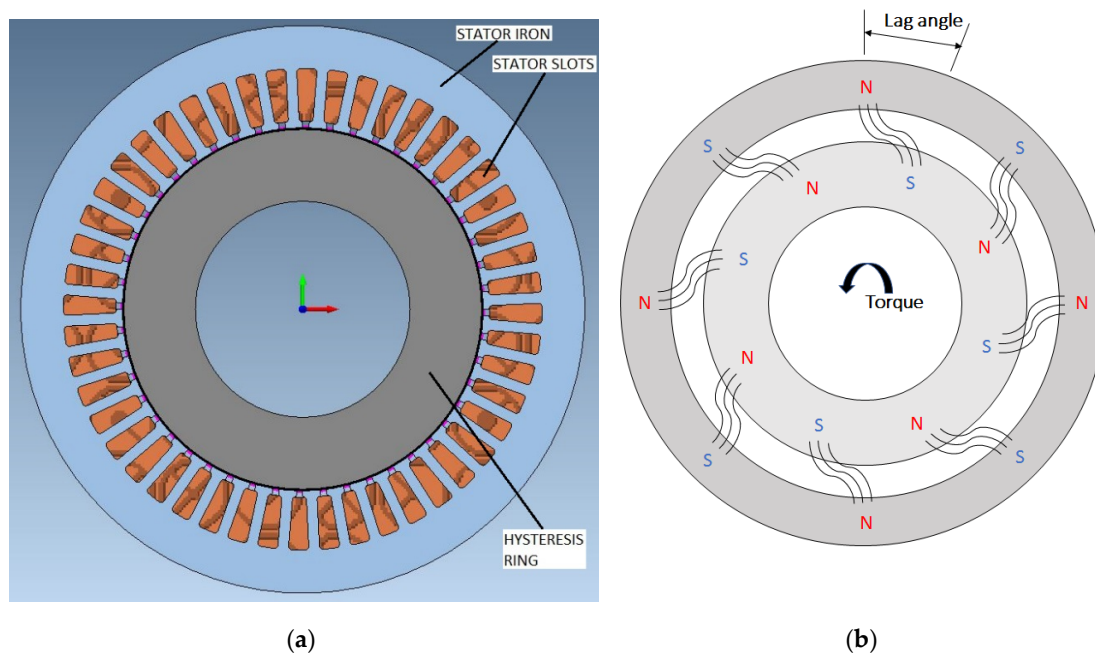 STATOR IRON
STATOR SLOTS
HYSTERESIS
RING
(a)
Lag angle
N
S
S
S
N
N
N
S
N
S
N
Torque
S
N
S
N
S
S
N
(b)